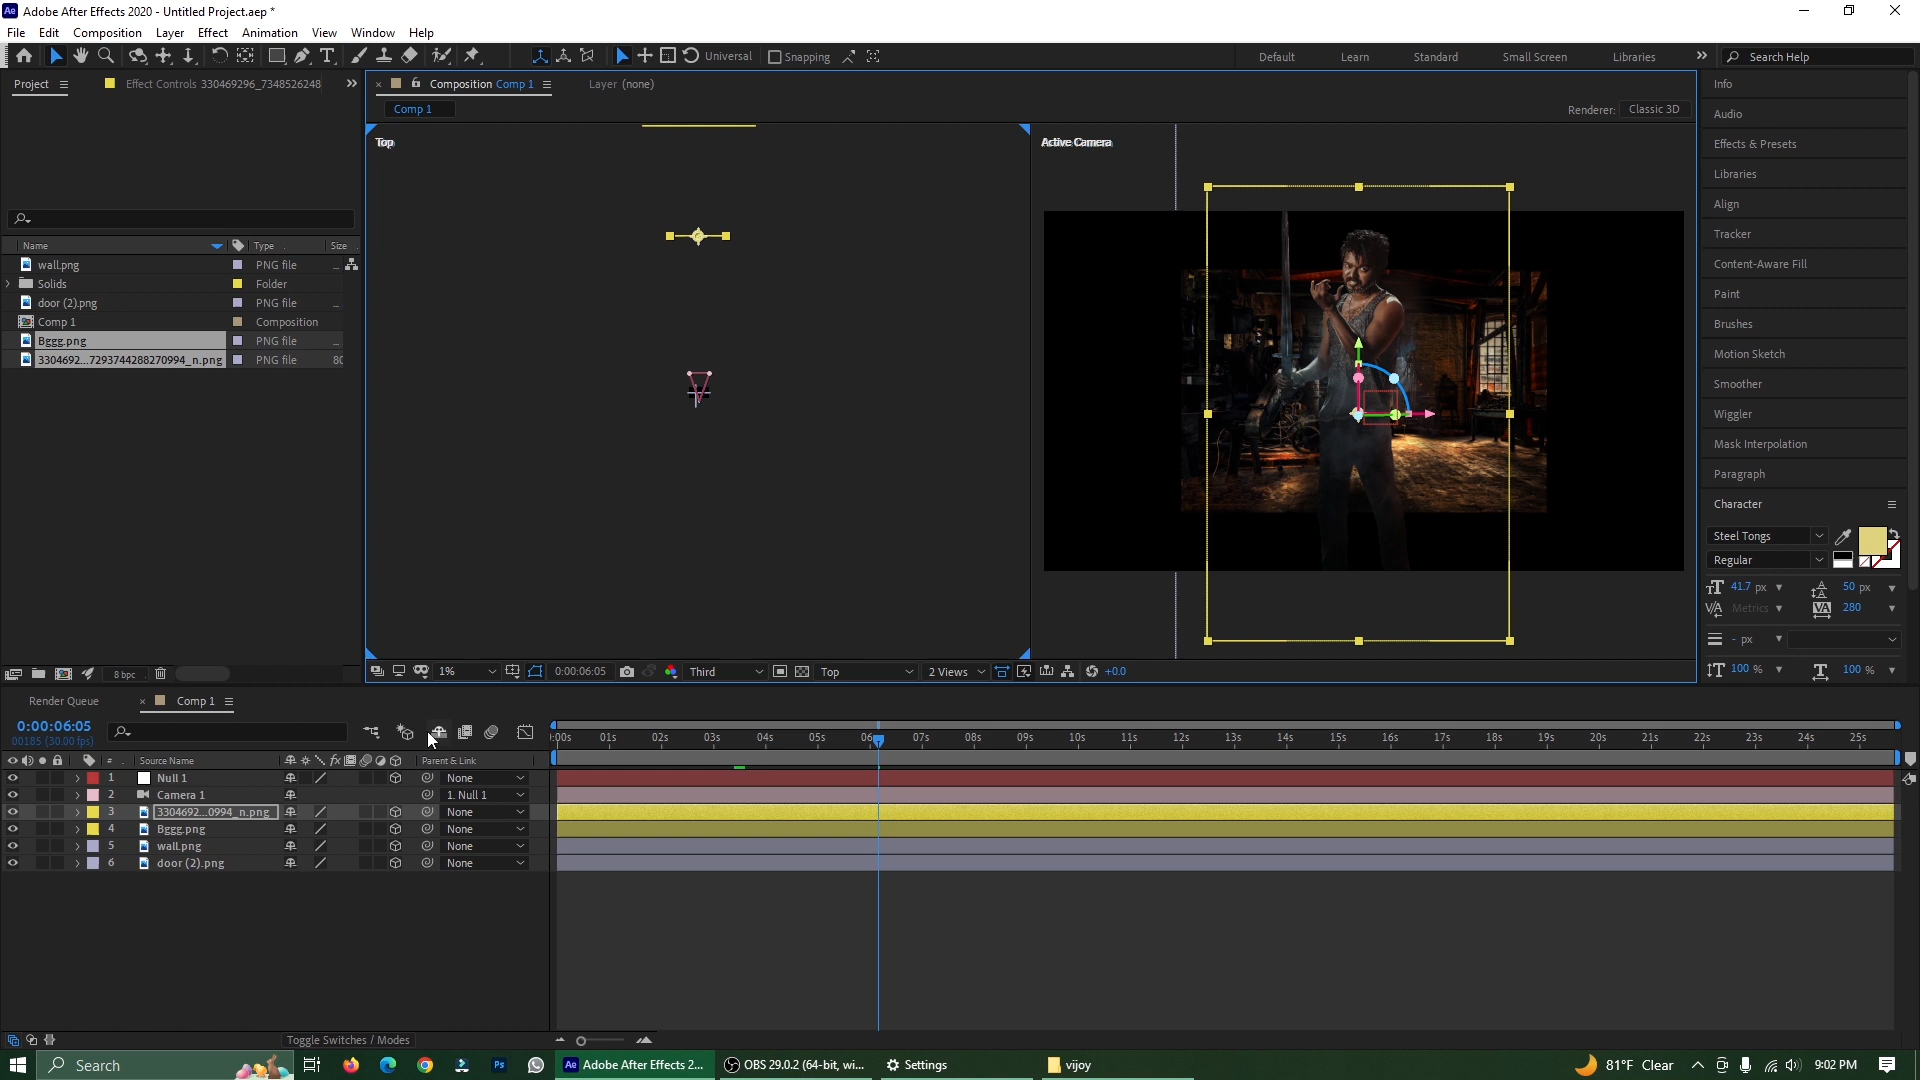 Adobe After Effects 2020 - Untitled Project.aep *
File Edit Composition Layer Effect Animation View Window Help
Universal Snapping Default Learn Standard Small Screen Libraries Search Help
Project Effect Controls 330469296_7348526248
Composition Comp 1 Layer (none)
Comp 1
Renderer: Classic 3D
Top
Active Camera
Name Type Size
wall.png PNG file
Solids Folder
door (2).png PNG file
Comp 1 Composition
Bggg.png PNG file
3304692...7293744288270994_n.png PNG file 80
8 bpc
1% 0:00:06:05 Third Top 2 Views +0.0
Info
Audio
Effects & Presets
Libraries
Align
Tracker
Content-Aware Fill
Paint
Brushes
Motion Sketch
Smoother
Wiggler
Mask Interpolation
Paragraph
Character
Steel Tongs
Regular
41.7 px 50 px
Metrics 280
- px
100 % 100 %
Render Queue Comp 1
0:00:06:05
00185 (30.00 fps)
:00s 01s 02s 03s 04s 05s 06s 07s 08s 09s 10s 11s 12s 13s 14s 15s 16s 17s 18s 19s 20s 21s 22s 23s 24s 25s
# Source Name Parent & Link
1 Null 1 None
2 Camera 1 1. Null 1
3 3304692...0994_n.png None
4 Bggg.png None
5 wall.png None
6 door (2).png None
Toggle Switches / Modes
Search Adobe After Effects 2... OBS 29.0.2 (64-bit, wi... Settings vijoy 81°F Clear 9:02 PM